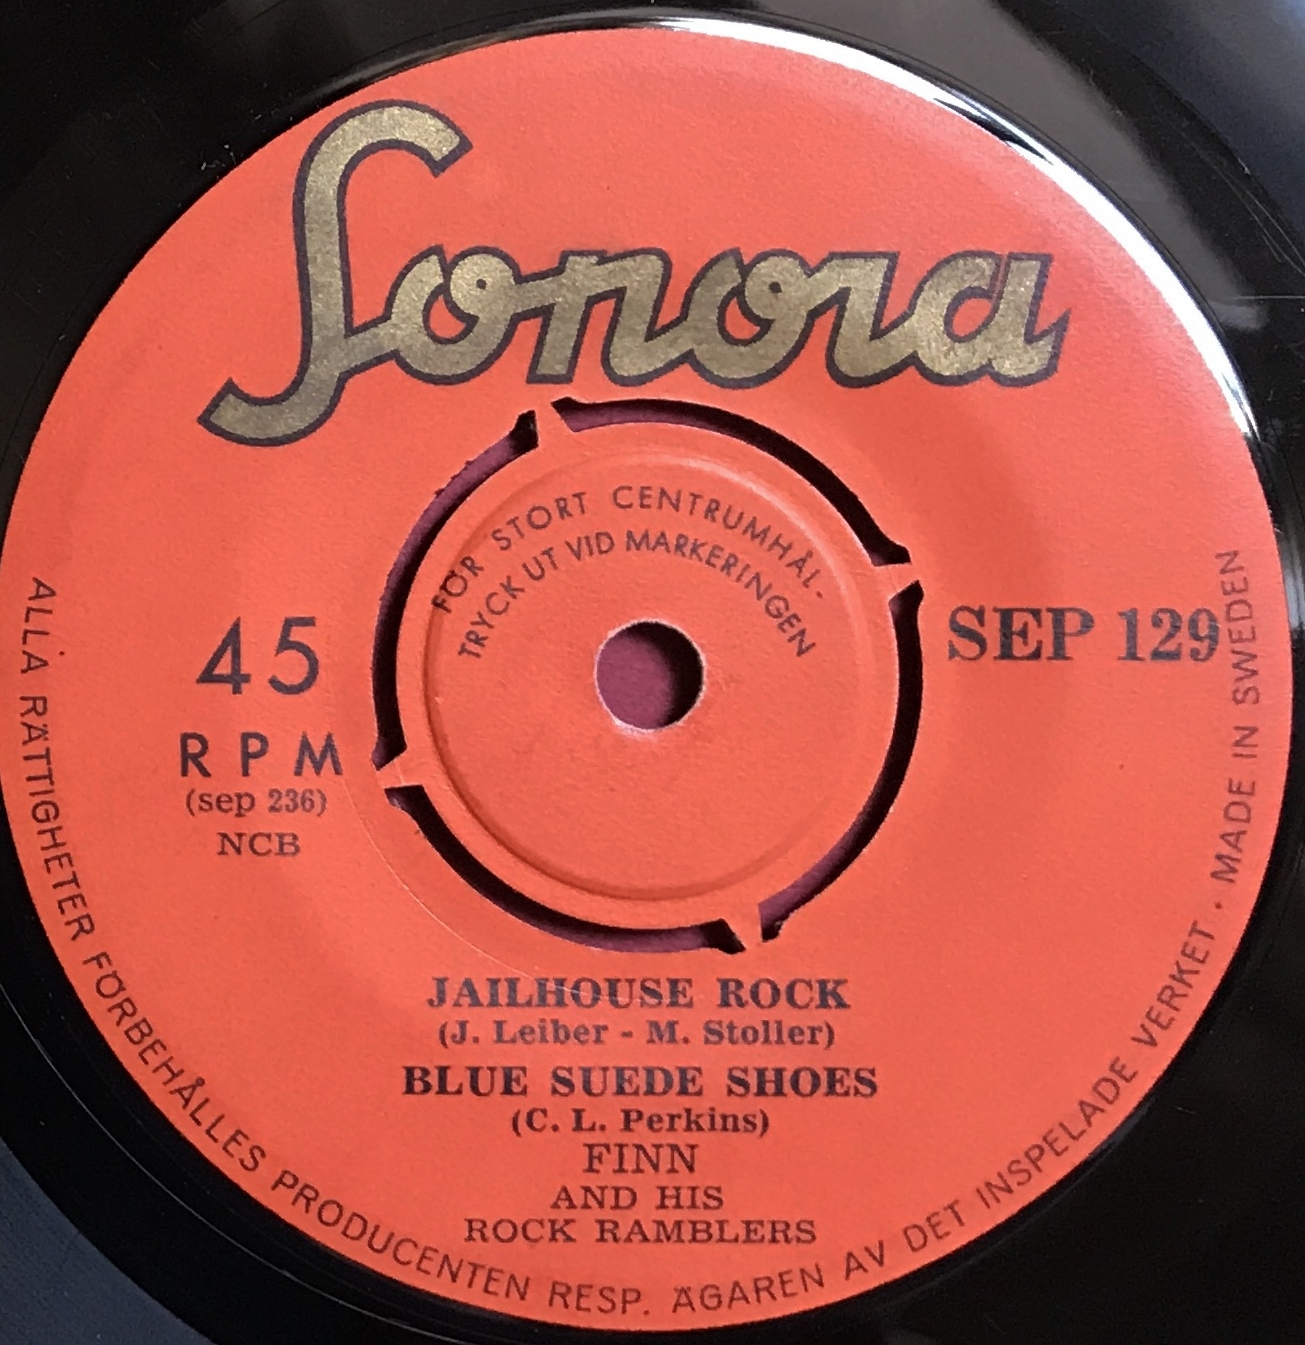 Sonora
FÖR STORT CENTRUMHÅL-
TRYCK UT VID MARKERINGEN
45
RPM
(sep 236)
NCB
SEP 129
JAILHOUSE ROCK
(J. Leiber - M. Stoller)
BLUE SUEDE SHOES
(C. L. Perkins)
FINN
AND HIS
ROCK RAMBLERS
ALLA RÄTTIGHETER FÖRBEHÅLLES PRODUCENTEN RESP. ÄGAREN AV DET INSPELADE VERKET · MADE IN SWEDEN